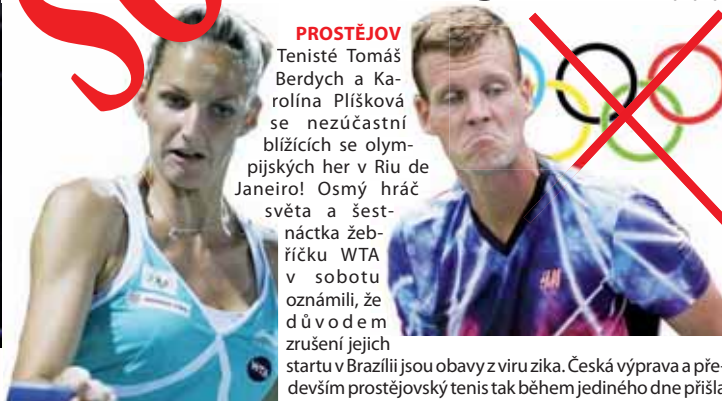 PROSTĚJOV
Tenisté Tomáš
Berdych a Ka-
rolína Plíšková
se nezúčastní
blížících se olym-
pijských her v Riu de
Janeiro! Osmý hráč
světa a šest-
náctka žeb-
říčku WTA
v sobotu
oznámili, že
důvodem
zrušení jejich
startu v Brazílii jsou obavy z viru zika. Česká výprava a pře-
devším prostějovský tenis tak během jediného dne přišla
WTA
H&M